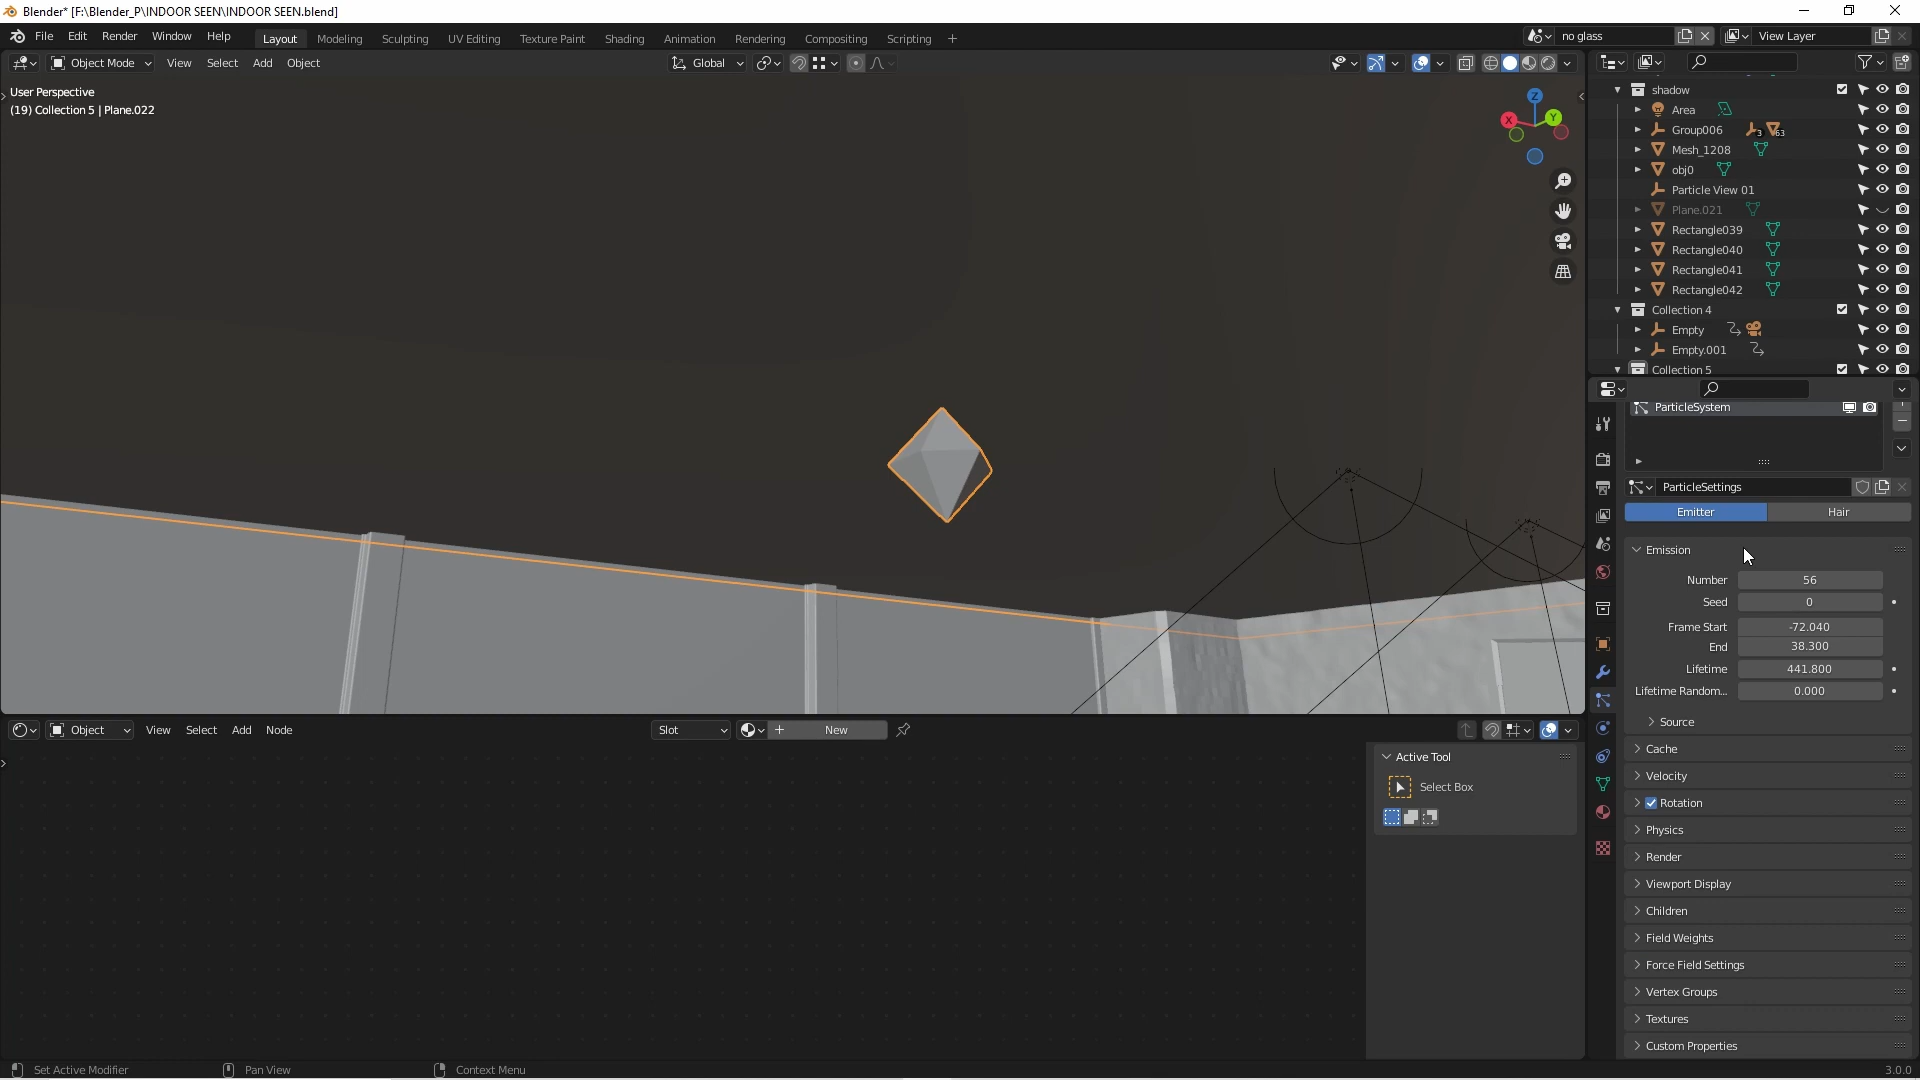 Blender* [F:\Blender_P\INDOOR SEEN\INDOOR SEEN.blend]
File Edit Render Window Help Layout Modeling Sculpting UV Editing Texture Paint Shading Animation Rendering Compositing Scripting + no glass View Layer
Object Mode View Select Add Object Global
User Perspective
(19) Collection 5 | Plane.022
Z
X
Y
shadow
Area
Group006 3 63
Mesh_1208
obj0
Particle View 01
Plane.021
Rectangle039
Rectangle040
Rectangle041
Rectangle042
Collection 4
Empty
Empty.001
Collection 5
ParticleSystem
ParticleSettings
Emitter Hair
Emission
Number 56
Seed 0
Frame Start -72.040
End 38.300
Lifetime 441.800
Lifetime Random... 0.000
Source
Cache
Velocity
Rotation
Physics
Render
Viewport Display
Children
Field Weights
Force Field Settings
Vertex Groups
Textures
Custom Properties
Object View Select Add Node Slot + New
Active Tool
Select Box
Set Active Modifier Pan View Context Menu 3.0.0